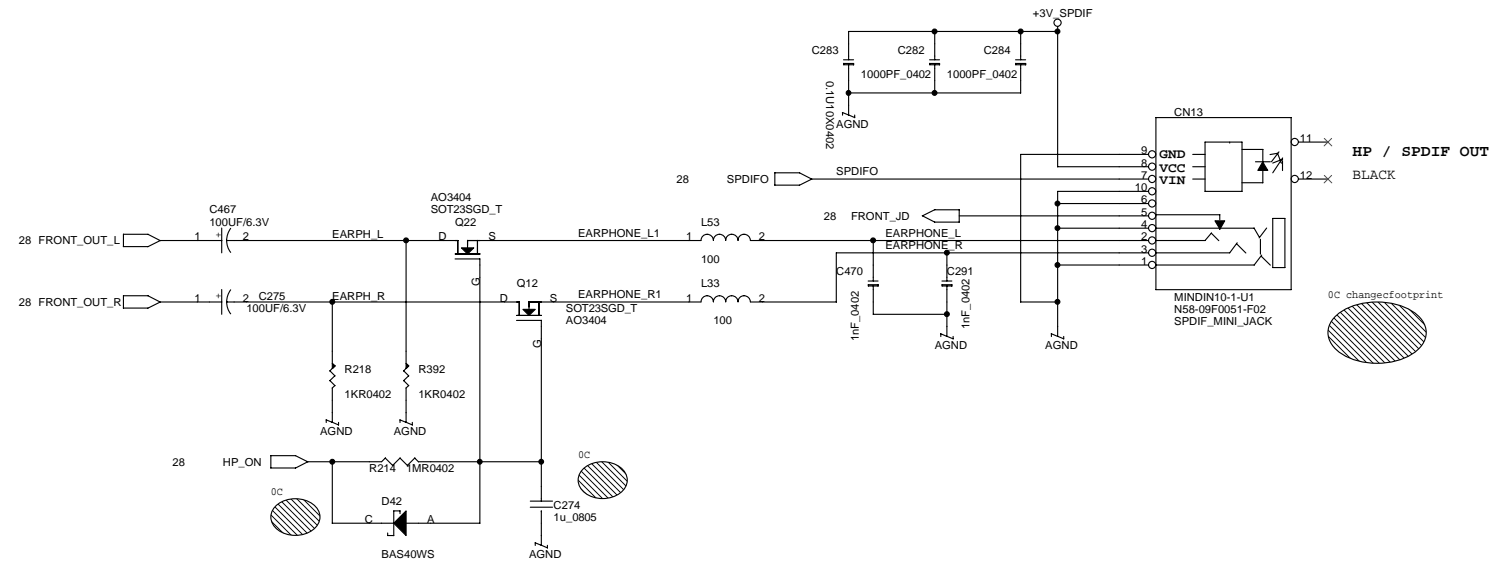 +3V_SPDIF
C283
C282
C284
1000PF_0402
1000PF_0402
0.1U10X0402
AGND
CN13
11
12
HP / SPDIF OUT
BLACK
9
8
7
10
6
5
4
2
3
1
GND
VCC
VIN
28
SPDIFO
SPDIFO
28
FRONT_JD
AO3404
SOT23SGD_T
Q22
C467
100UF/6.3V
28
FRONT_OUT_L
1
+
2
EARPH_L
D
S
G
EARPHONE_L1
1
L53
2
100
EARPHONE_L
EARPHONE_R
28
FRONT_OUT_R
1
+
2
C275
100UF/6.3V
EARPH_R
D
Q12
S
G
EARPHONE_R1
SOT23SGD_T
AO3404
1
L33
2
100
C470
1nF_0402
C291
1nF_0402
AGND
AGND
MINDIN10-1-U1
N58-09F0051-F02
SPDIF_MINI_JACK
0C changecfootprint
R218
1KR0402
R392
1KR0402
AGND
AGND
28
HP_ON
R214
1MR0402
0C
0C
D42
C
A
BAS40WS
C274
1u_0805
AGND